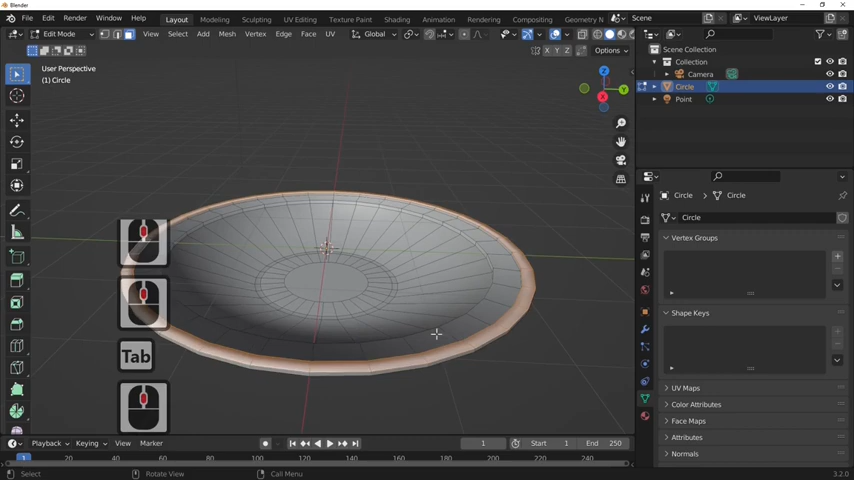 Blender
File Edit Render Window Help Layout Modeling Sculpting UV Editing Texture Paint Shading Animation Rendering Compositing Geometry N Scene ViewLayer
Edit Mode View Select Add Mesh Vertex Edge Face UV Global
X Y Z Options
User Perspective
(1) Circle
Z
Y
X
Tab
Scene Collection
Collection
Camera
Circle
Point
Circle Circle
Circle
Vertex Groups
Shape Keys
UV Maps
Color Attributes
Face Maps
Attributes
Normals
Playback Keying View Marker 1 Start 1 End 250
1 20 40 60 80 100 120 140 160 180 200 220 240
Select Rotate View Call Menu 3.2.0